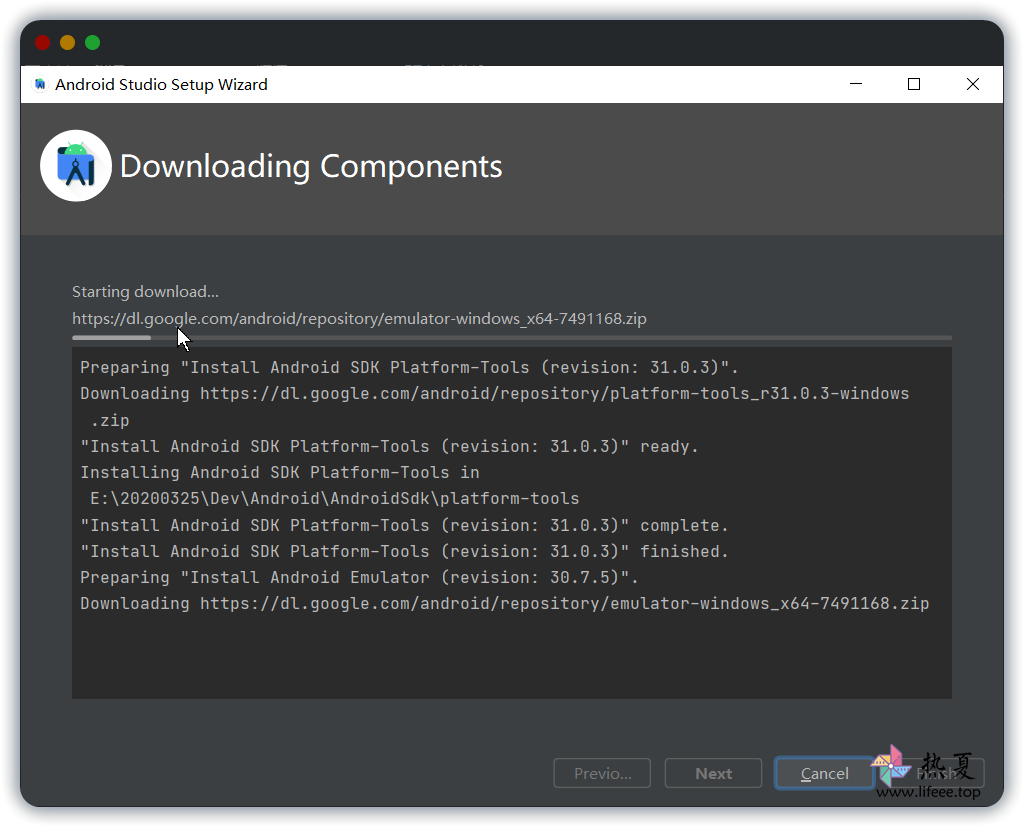 Android Studio Setup Wizard
Downloading Components
Starting download...
https://dl.google.com/android/repository/emulator-windows_x64-7491168.zip
Preparing "Install Android SDK Platform-Tools (revision: 31.0.3)".
Downloading https://dl.google.com/android/repository/platform-tools_r31.0.3-windows
.zip
"Install Android SDK Platform-Tools (revision: 31.0.3)" ready.
Installing Android SDK Platform-Tools in
E:\20200325\Dev\Android\AndroidSdk\platform-tools
"Install Android SDK Platform-Tools (revision: 31.0.3)" complete.
"Install Android SDK Platform-Tools (revision: 31.0.3)" finished.
Preparing "Install Android Emulator (revision: 30.7.5)".
Downloading https://dl.google.com/android/repository/emulator-windows_x64-7491168.zip
Previo... Next Cancel 热夏
www.lifeee.top